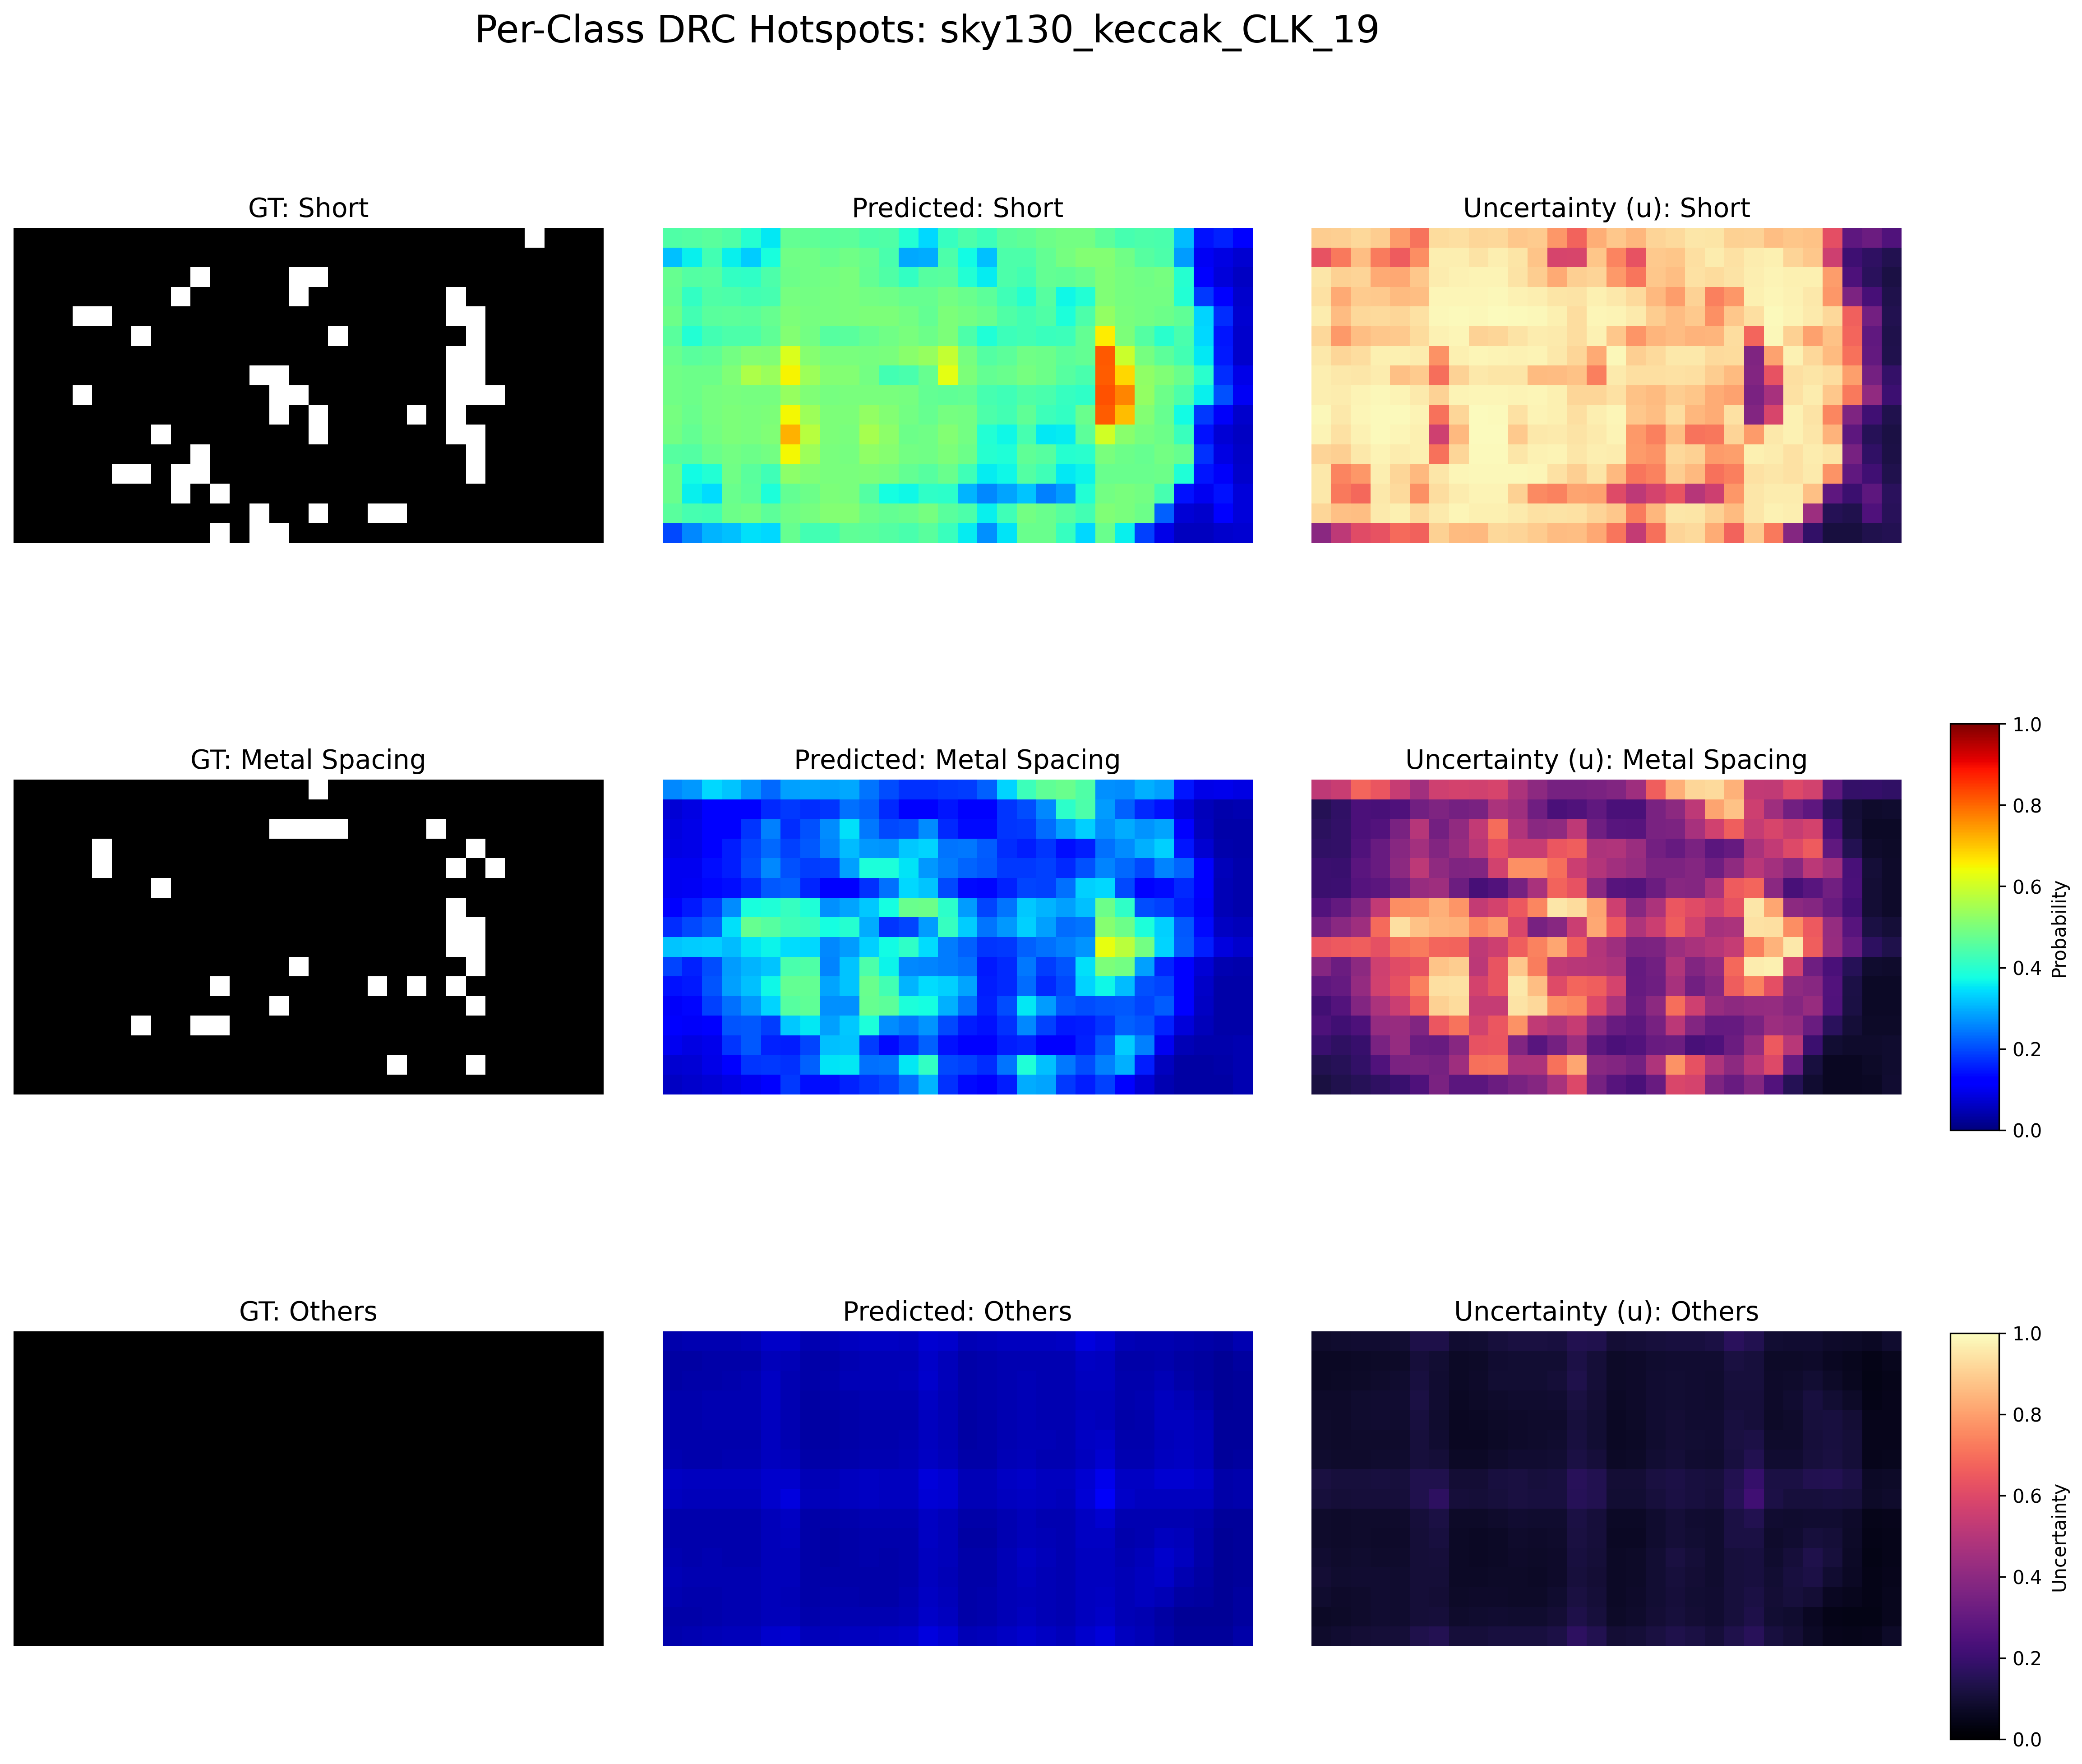 Per-Class DRC Hotspots: sky130_keccak_CLK_19
GT: Short
Predicted: Short
Uncertainty (u): Short
GT: Metal Spacing
Predicted: Metal Spacing
Uncertainty (u): Metal Spacing
1.0
0.8
0.6
0.4
0.2
0.0
Probability
GT: Others
Predicted: Others
Uncertainty (u): Others
1.0
0.8
0.6
0.4
0.2
0.0
Uncertainty